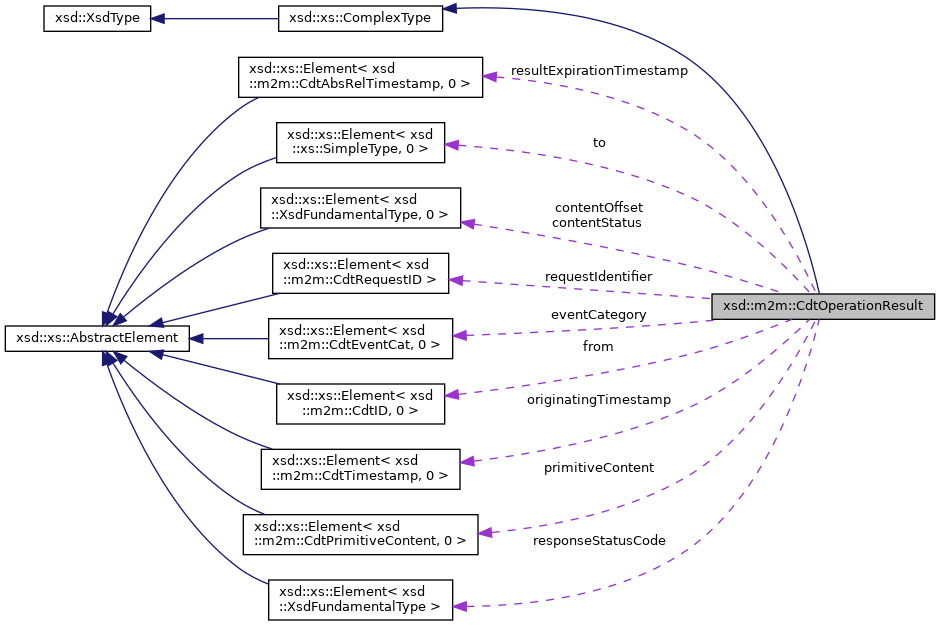 xsd::XsdType
xsd::xs::ComplexType
xsd::xs::Element< xsd
::m2m::CdtAbsRelTimestamp, 0 >
resultExpirationTimestamp
xsd::xs::Element< xsd
::xs::SimpleType, 0 >
to
xsd::xs::Element< xsd
::XsdFundamentalType, 0 >
contentOffset
contentStatus
xsd::xs::Element< xsd
::m2m::CdtRequestID >
requestIdentifier
xsd::m2m::CdtOperationResult
xsd::xs::AbstractElement
xsd::xs::Element< xsd
::m2m::CdtEventCat, 0 >
eventCategory
from
xsd::xs::Element< xsd
::m2m::CdtID, 0 >
originatingTimestamp
xsd::xs::Element< xsd
::m2m::CdtTimestamp, 0 >
primitiveContent
xsd::xs::Element< xsd
::m2m::CdtPrimitiveContent, 0 >
responseStatusCode
xsd::xs::Element< xsd
::XsdFundamentalType >